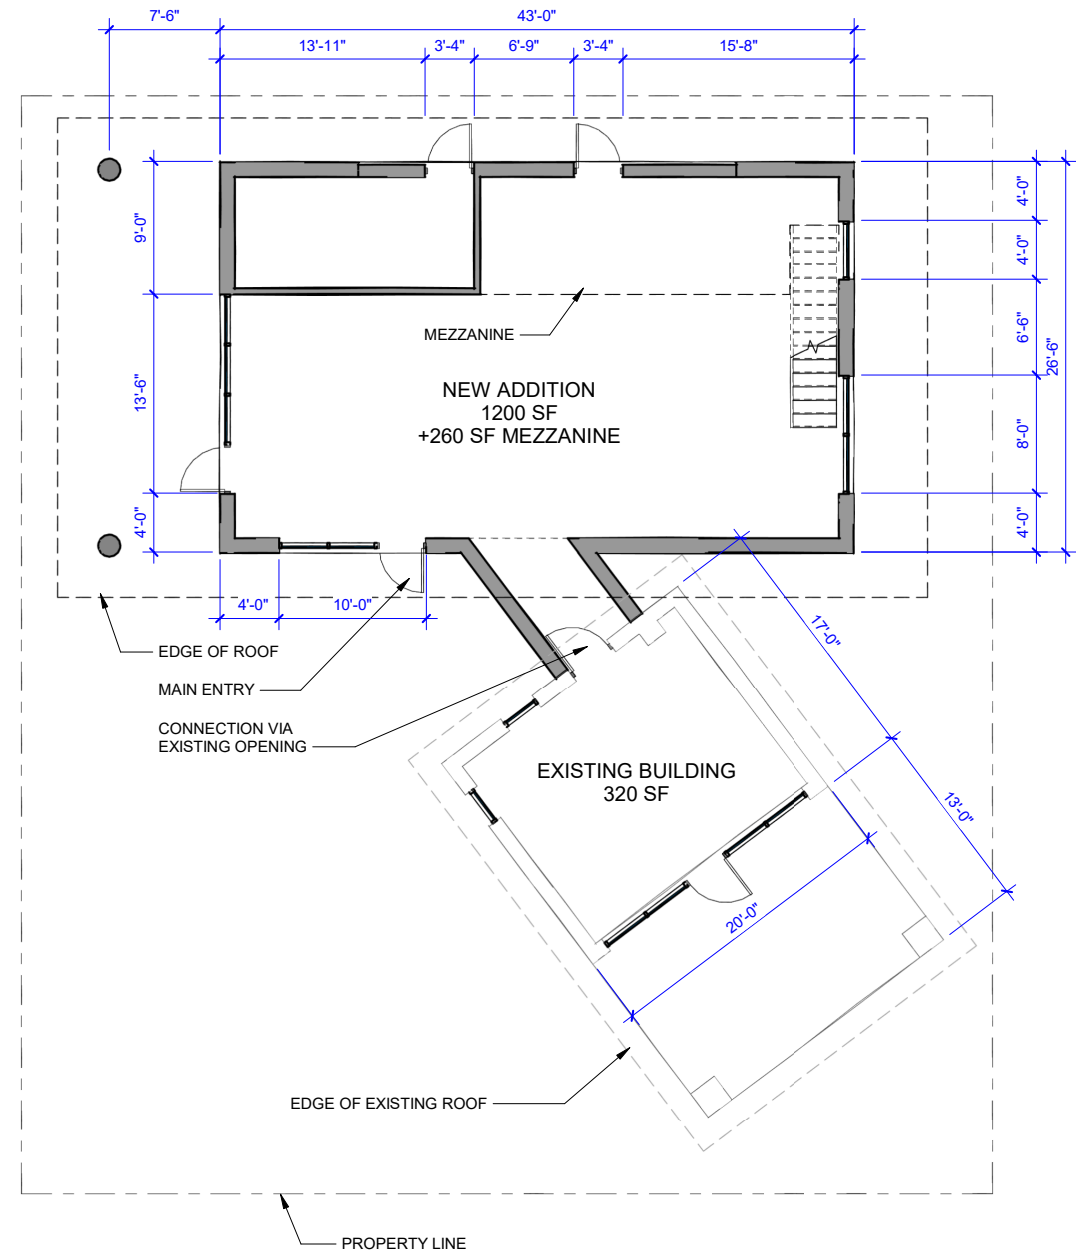 7'-6"
43'-0"
13'-11"
3'-4"
6'-9"
3'-4"
15'-8"
9'-0"
13'-6"
4'-0"
4'-0"
4'-0"
6'-6"
8'-0"
4'-0"
26'-6"
MEZZANINE
NEW ADDITION
1200 SF
+260 SF MEZZANINE
4'-0"
10'-0"
EDGE OF ROOF
MAIN ENTRY
CONNECTION VIA
EXISTING OPENING
17'-0"
13'-0"
EXISTING BUILDING
320 SF
20'-0"
EDGE OF EXISTING ROOF
PROPERTY LINE